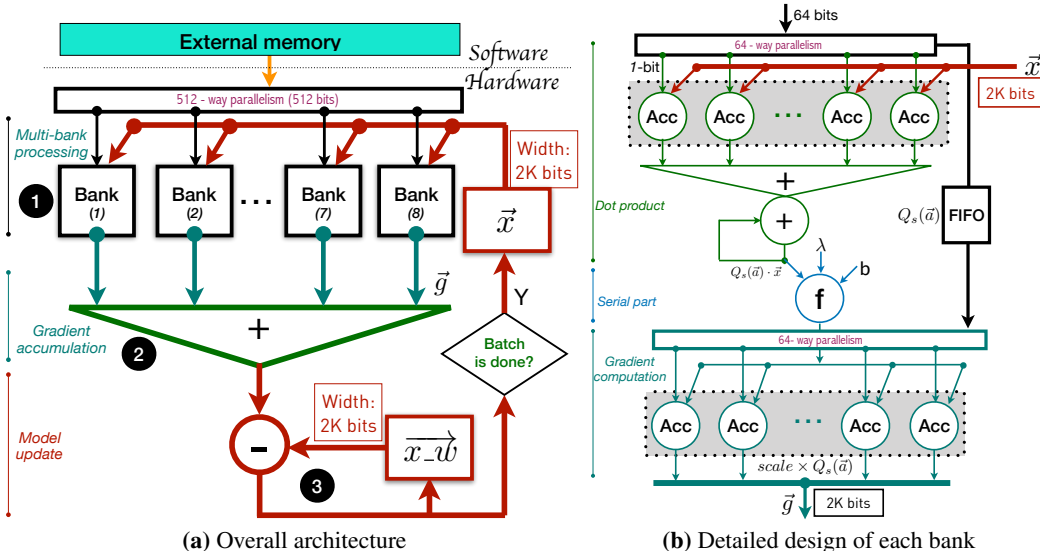 External memory
Software
Hardware
512 - way parallelism (512 bits)
Multi-bank
processing
Width:
2K bits
1
Bank
(1)
Bank
(2)
...
Bank
(7)
Bank
(8)
x⃗
g⃗
Y
Gradient
accumulation
+
2
Batch
is done?
Width:
2K bits
Model
update
-
x_w⃗
3
(a) Overall architecture
64 bits
64 - way parallelism
1-bit
x⃗
2K bits
Acc
Acc
...
Acc
Acc
+
Dot product
+
Qs(a⃗)
FIFO
Qs(a⃗) · x⃗
λ
b
Serial part
f
64- way parallelism
Gradient
computation
Acc
Acc
...
Acc
Acc
scale × Qs(a⃗)
g⃗
2K bits
(b) Detailed design of each bank